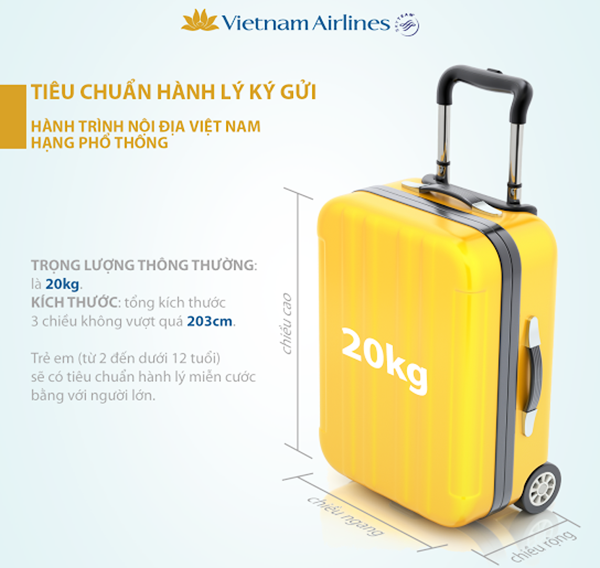 Vietnam Airlines SKYTEAM
TIÊU CHUẨN HÀNH LÝ KÝ GỬI
HÀNH TRÌNH NỘI ĐỊA VIỆT NAM
HẠNG PHỔ THÔNG
TRỌNG LƯỢNG THÔNG THƯỜNG:
là 20kg.
KÍCH THƯỚC: tổng kích thước
3 chiều không vượt quá 203cm.
Trẻ em (từ 2 đến dưới 12 tuổi)
sẽ có tiêu chuẩn hành lý miễn cước
bằng với người lớn.
chiều cao
20kg
chiều ngang
chiều rộng